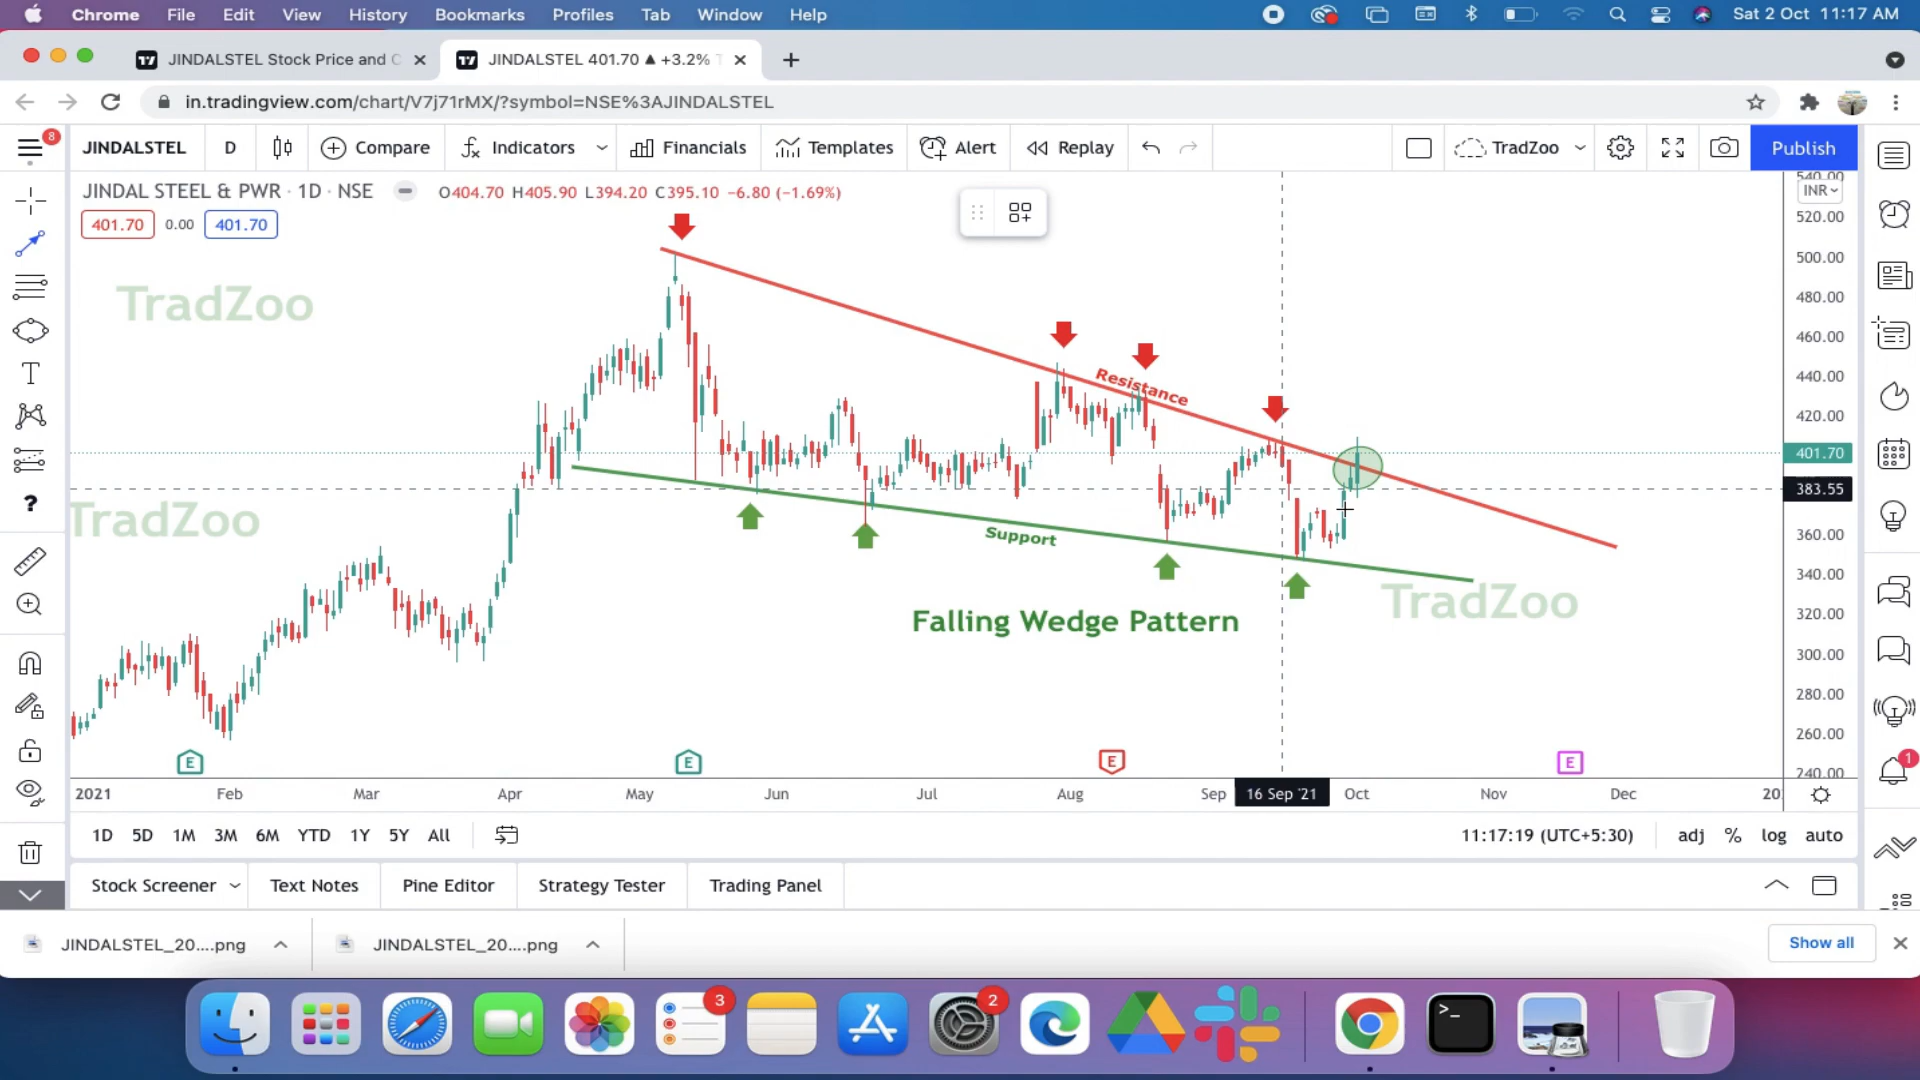 Chrome File Edit View History Bookmarks Profiles Tab Window Help Sat 2 Oct 11:17 AM
JINDALSTEL Stock Price and C JINDALSTEL 401.70 ▲ +3.2%
in.tradingview.com/chart/V7j71rMX/?symbol=NSE%3AJINDALSTEL
8
JINDALSTEL D Compare Indicators Financials Templates Alert Replay TradZoo Publish
JINDAL STEEL & PWR · 1D · NSE O404.70 H405.90 L394.20 C395.10 −6.80 (−1.69%)
401.70 0.00 401.70
INR
540.00
520.00
500.00
480.00
460.00
440.00
420.00
401.70
383.55
360.00
340.00
320.00
300.00
280.00
260.00
240.00
TradZoo
Resistance
TradZoo
Support
TradZoo
Falling Wedge Pattern
E E E E
2021 Feb Mar Apr May Jun Jul Aug Sep 16 Sep '21 Oct Nov Dec 20
1
1D 5D 1M 3M 6M YTD 1Y 5Y All 11:17:19 (UTC+5:30) adj % log auto
Stock Screener Text Notes Pine Editor Strategy Tester Trading Panel
JINDALSTEL_20....png JINDALSTEL_20....png Show all
3 2